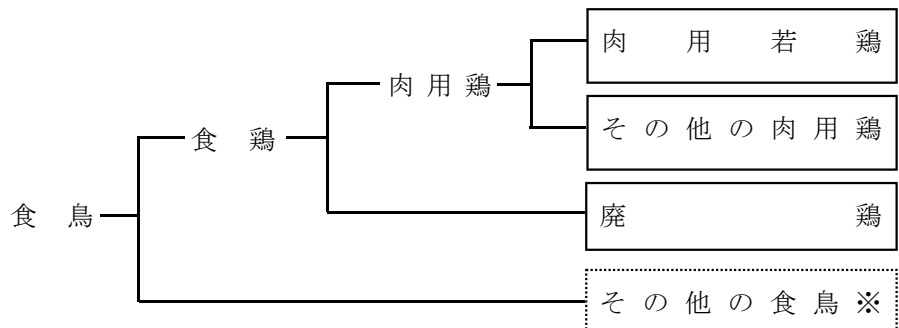 肉用若鶏
肉用鶏
その他の肉用鶏
食鶏
食鳥
廃鶏
その他の食鳥※